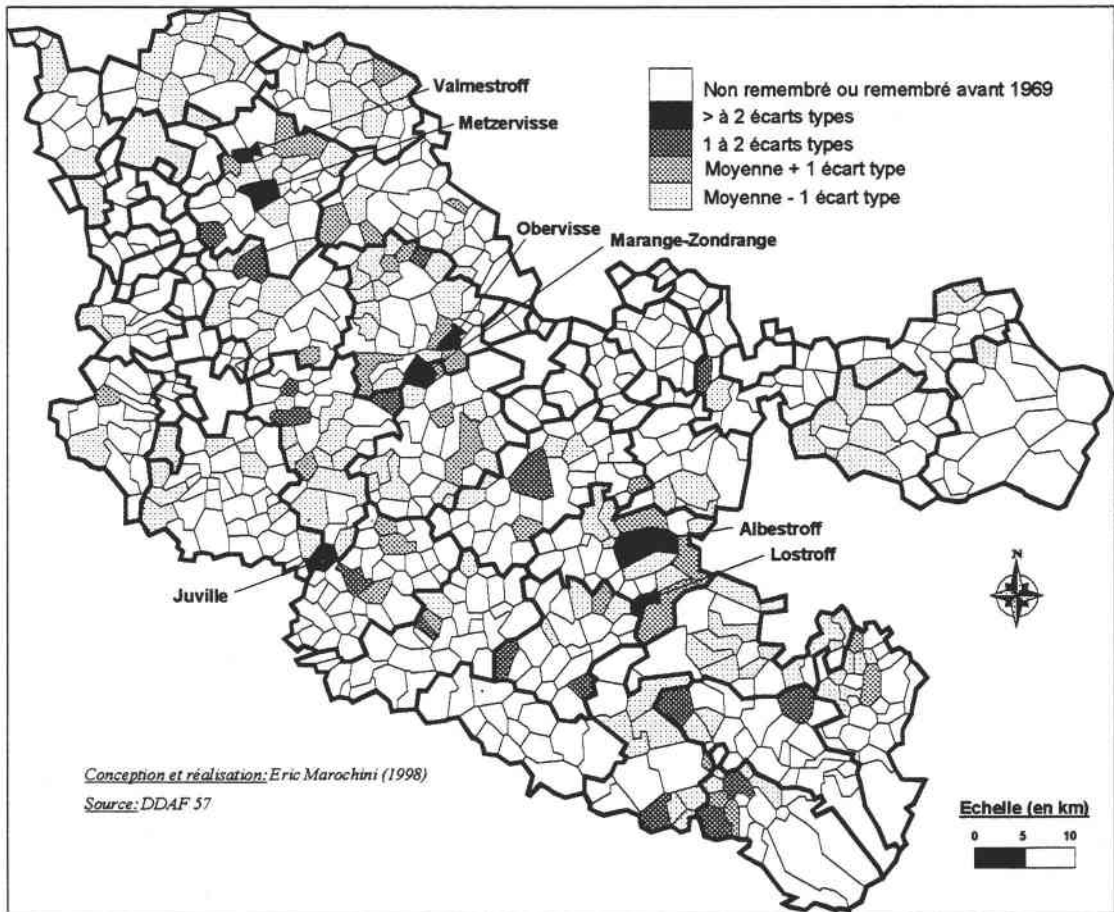 Valmestroff
Metzervisse
Obervisse
Marange-Zondrange
Non remembré ou remembré avant 1969
> à 2 écarts types
1 à 2 écarts types
Moyenne + 1 écart type
Moyenne - 1 écart type
Albestroff
Lostroff
Juville
N
Conception et réalisation: Eric Marochini (1998)
Source: DDAF 57
Echelle (en km)
0 5 10